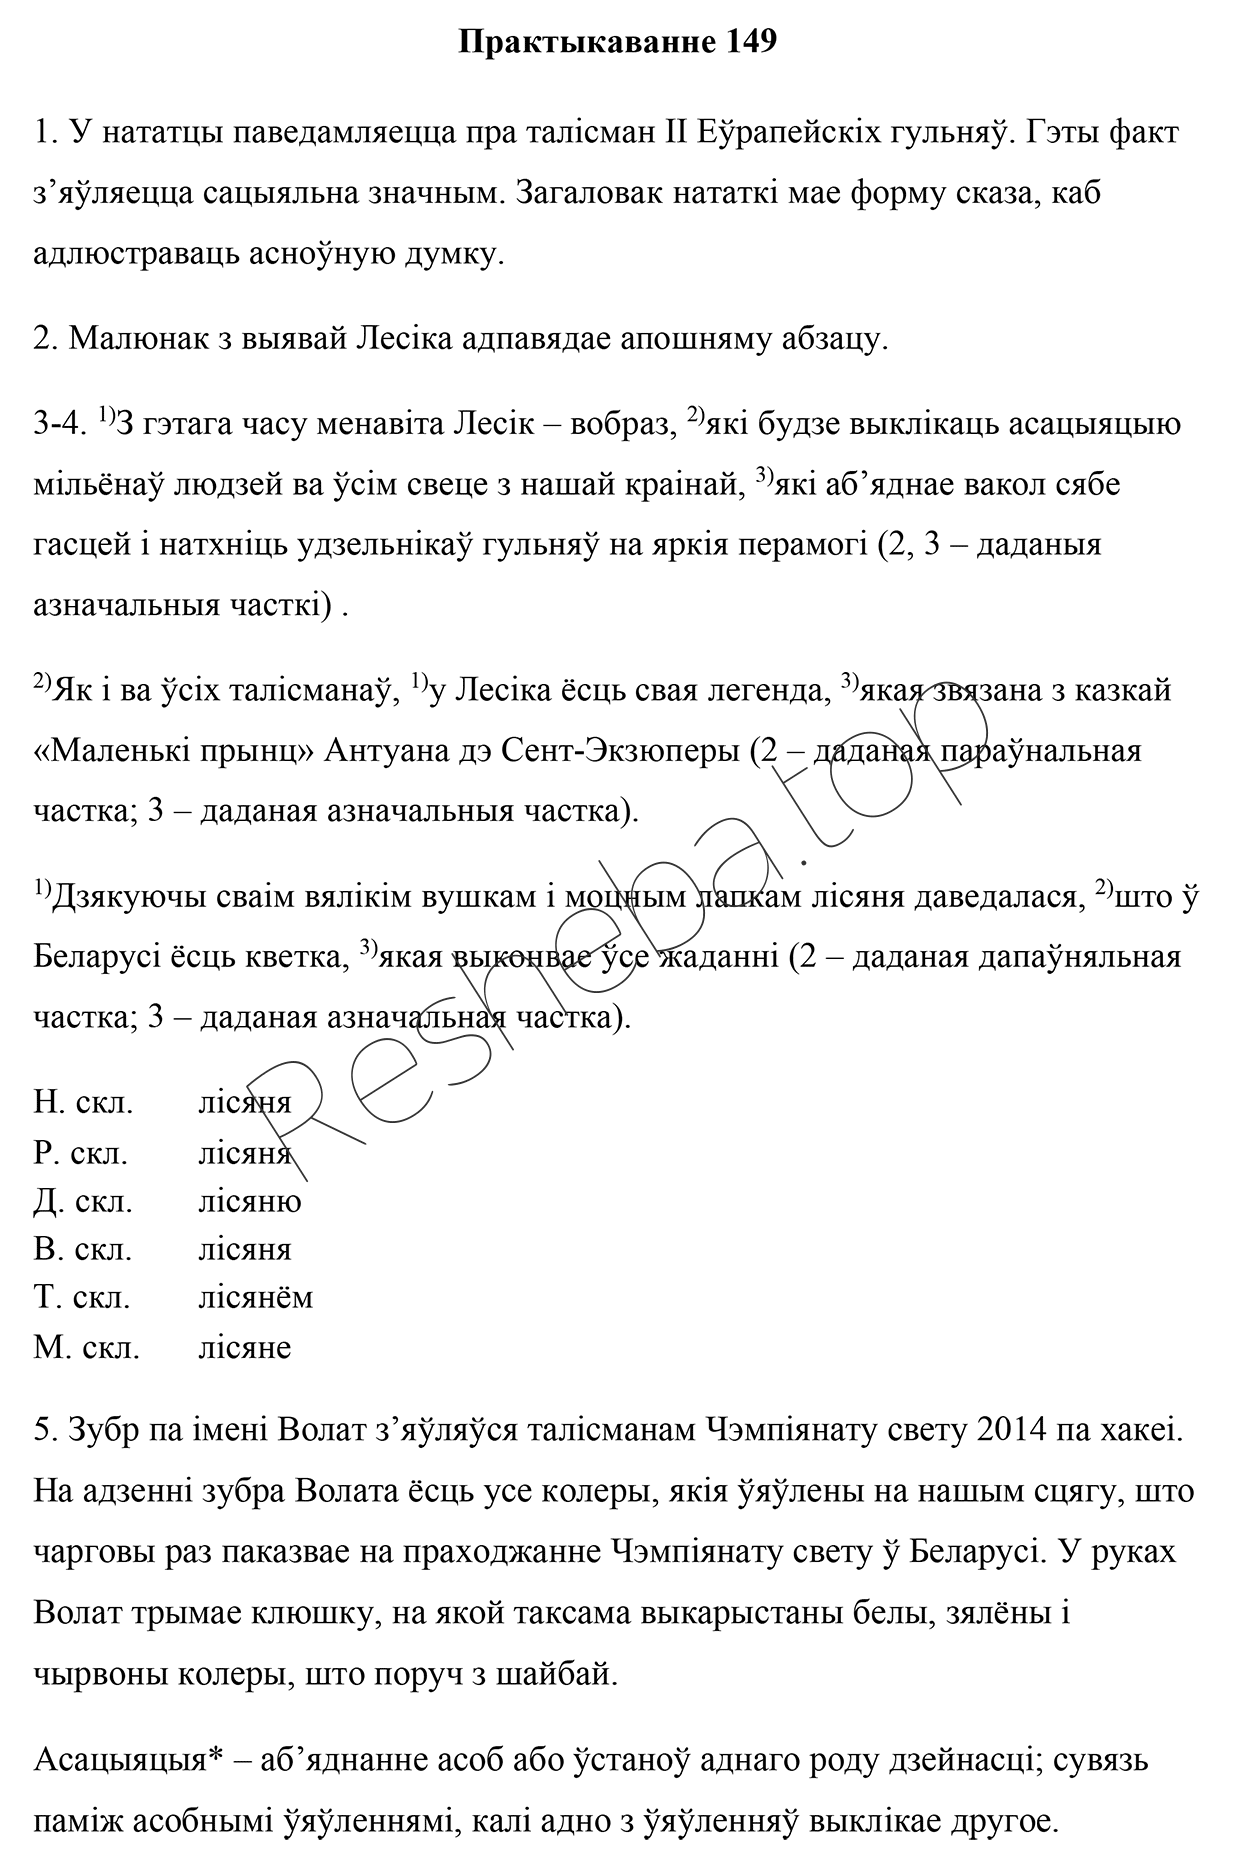 Практыкаванне 149
1. У нататцы паведамляецца пра талісман II Еўрапейскіх гульняў. Гэты факт
з’яўляецца сацыяльна значным. Загаловак нататкі мае форму сказа, каб
адлюстраваць асноўную думку.
2. Малюнак з выявай Лесіка адпавядае апошняму абзацу.
3-4. 1)З гэтага часу менавіта Лесік – вобраз, 2)які будзе выклікаць асацыяцыю
мільёнаў людзей ва ўсім свеце з нашай краінай, 3)які аб’яднае вакол сябе
гасцей і натхніць удзельнікаў гульняў на яркія перамогі (2, 3 – даданыя
азначальныя часткі) .
2)Як і ва ўсіх талісманаў, 1)у Лесіка ёсць свая легенда, 3)якая звязана з казкай
«Маленькі прынц» Антуана дэ Сент-Экзюперы (2 – даданая параўнальная
частка; 3 – даданая азначальныя частка).
1)Дзякуючы сваім вялікім вушкам і моцным лапкам лісяня даведалася, 2)што ў
Беларусі ёсць кветка, 3)якая выконвае ўсе жаданні (2 – даданая дапаўняльная
частка; 3 – даданая азначальная частка).
Н. скл. лісяня
Р. скл. лісяня
Д. скл. лісяню
В. скл. лісяня
Т. скл. лісянём
М. скл. лісяне
5. Зубр па імені Волат з’яўляўся талісманам Чэмпіянату свету 2014 па хакеі.
На адзенні зубра Волата ёсць усе колеры, якія ўяўлены на нашым сцягу, што
чарговы раз паказвае на праходжанне Чэмпіянату свету ў Беларусі. У руках
Волат трымае клюшку, на якой таксама выкарыстаны белы, зялёны і
чырвоны колеры, што поруч з шайбай.
Асацыяцыя* – аб’яднанне асоб або ўстаноў аднаго роду дзейнасці; сувязь
паміж асобнымі ўяўленнямі, калі адно з ўяўленняў выклікае другое.
Resheba.top